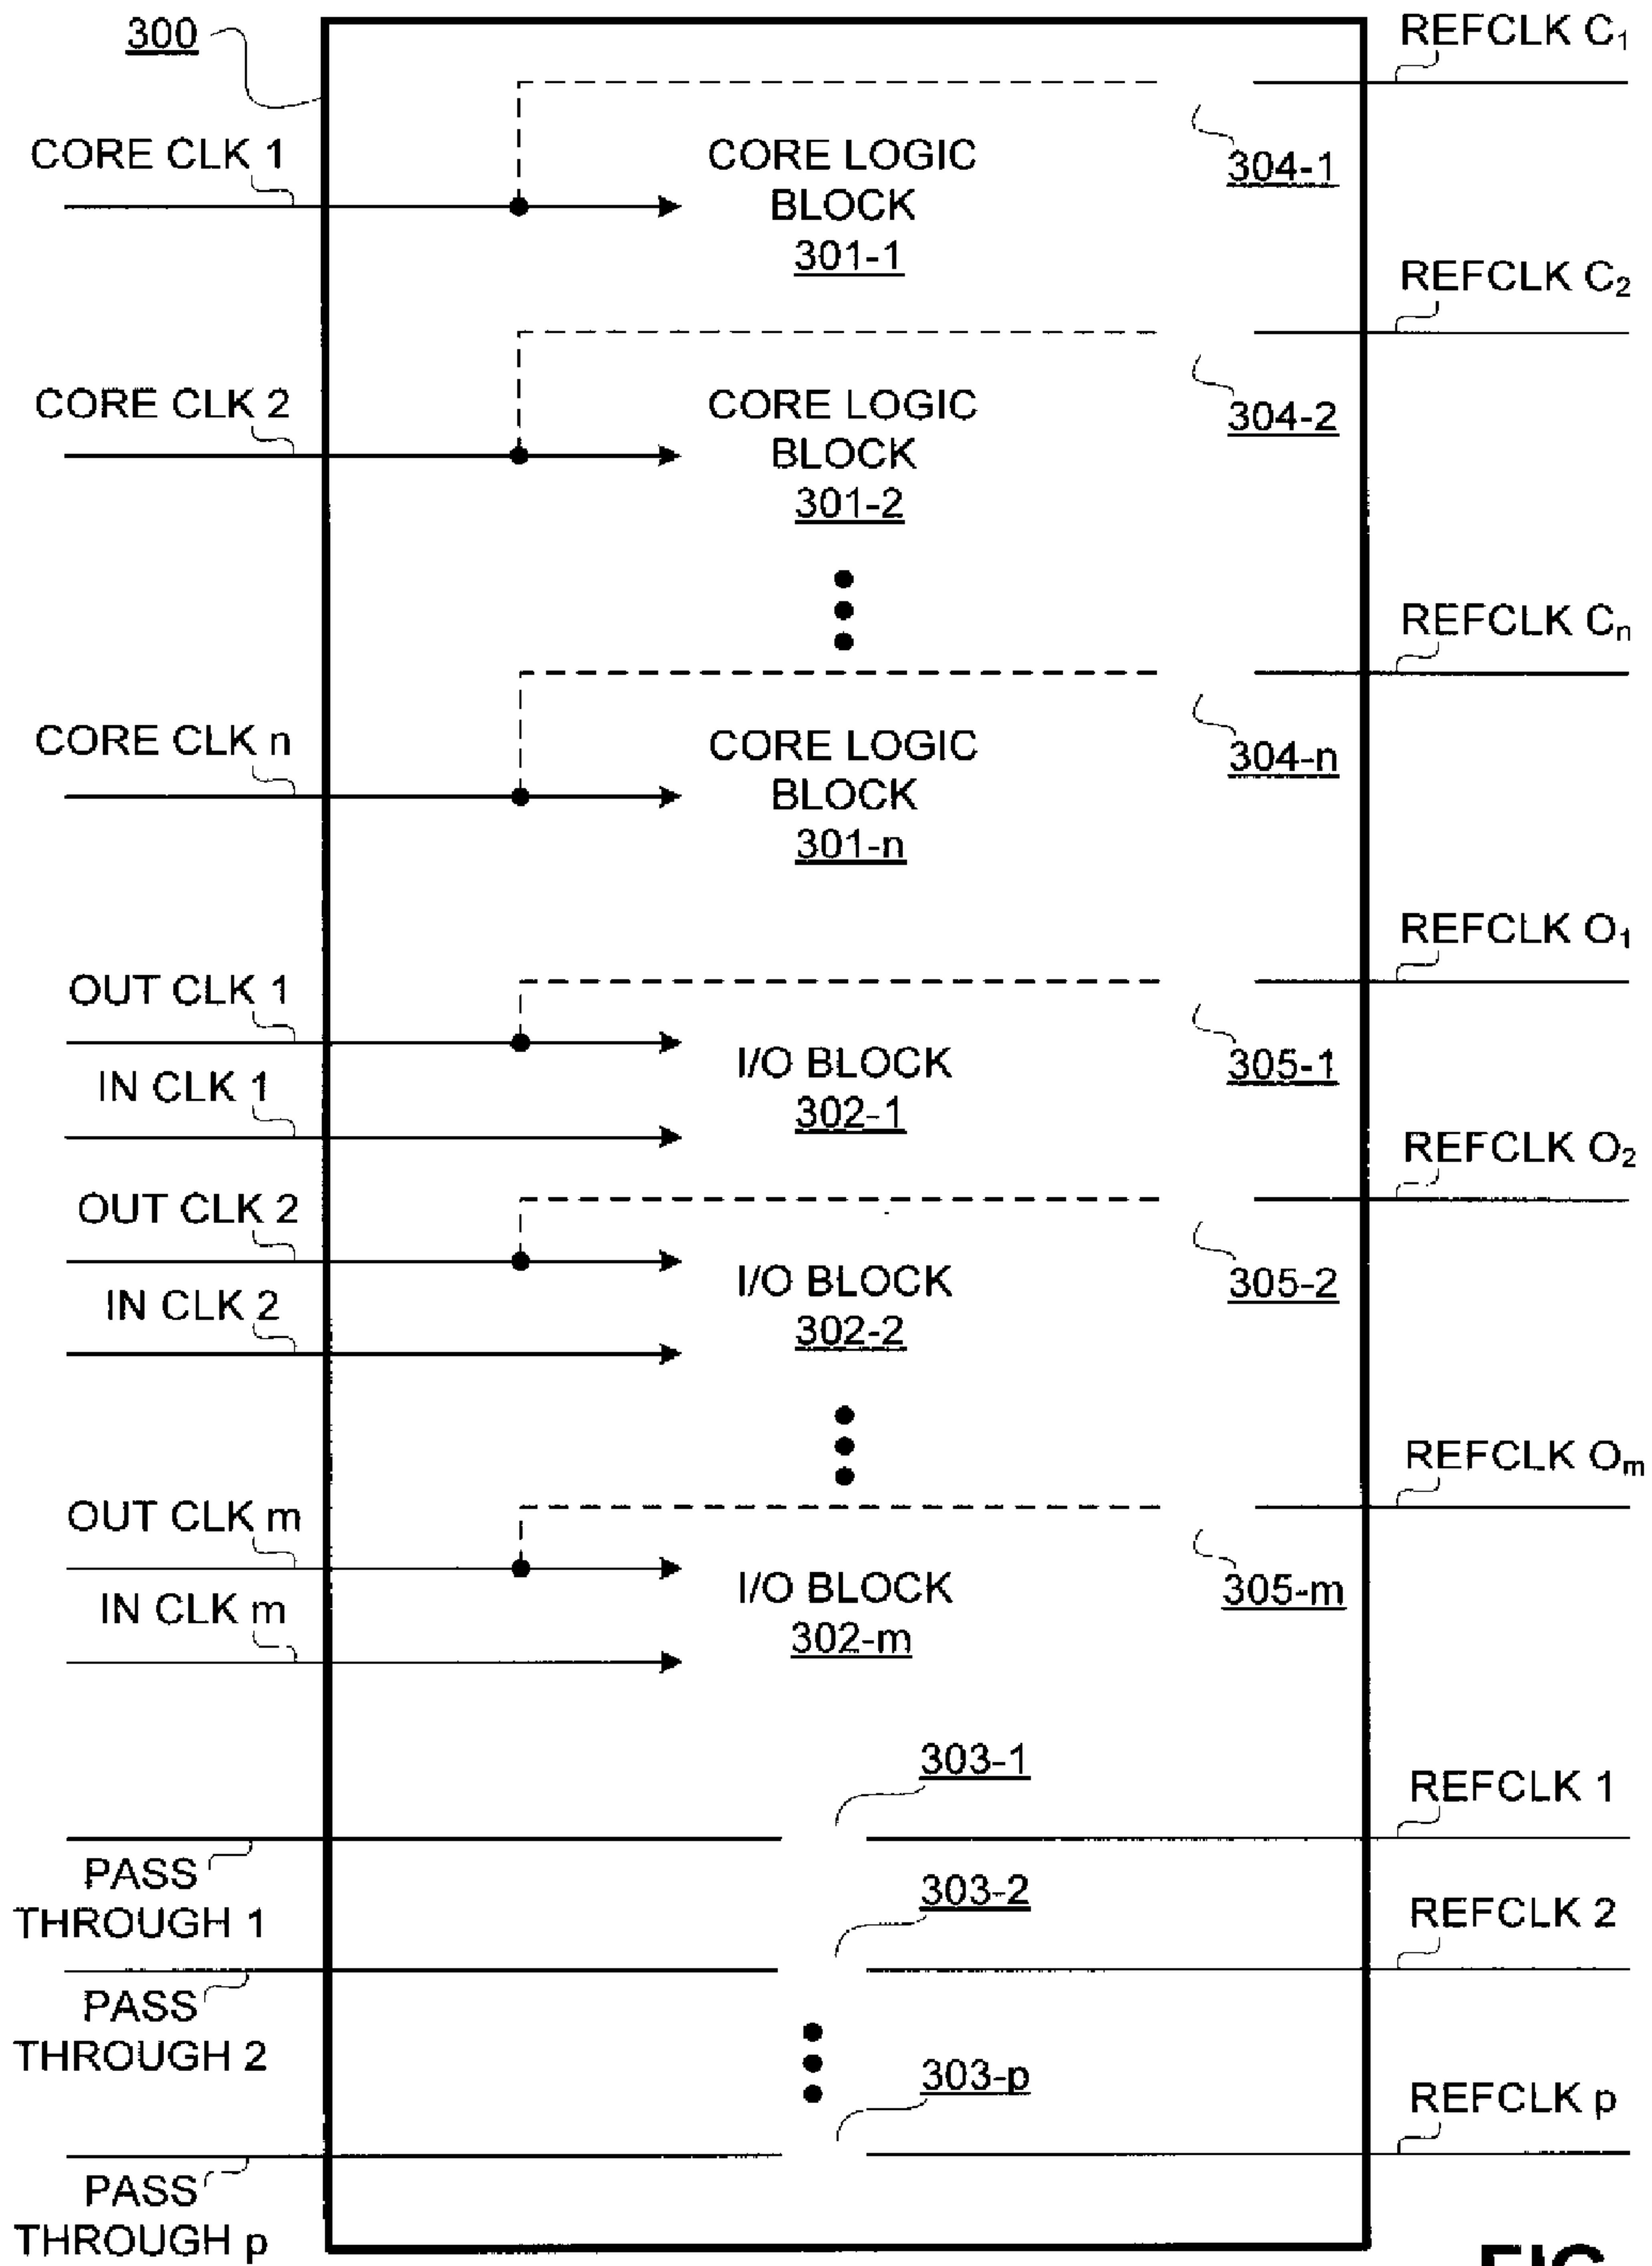 300
REFCLK C1
CORE CLK 1
CORE LOGIC
BLOCK
301-1
304-1
REFCLK C2
CORE CLK 2
CORE LOGIC
BLOCK
301-2
304-2
REFCLK Cn
CORE CLK n
CORE LOGIC
BLOCK
301-n
304-n
REFCLK O1
OUT CLK 1
IN CLK 1
I/O BLOCK
302-1
305-1
REFCLK O2
OUT CLK 2
IN CLK 2
I/O BLOCK
302-2
305-2
REFCLK Om
OUT CLK m
IN CLK m
I/O BLOCK
302-m
305-m
303-1
REFCLK 1
PASS
THROUGH 1
303-2
REFCLK 2
PASS
THROUGH 2
303-p
REFCLK p
PASS
THROUGH p